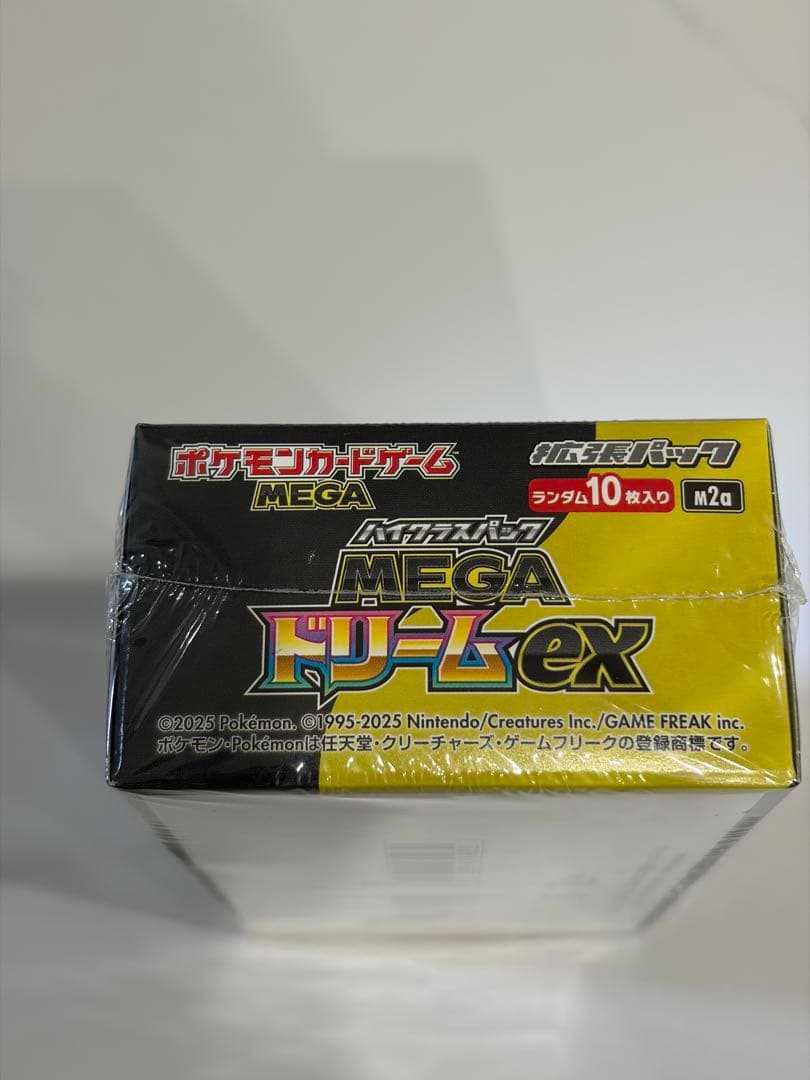 ポケモンカードゲーム
MEGA
拡張パック
ランダム10枚入り M2a
ハイクラスパック
MEGA
ドリームex
©2025 Pokémon. ©1995-2025 Nintendo/Creatures Inc./GAME FREAK inc.
ポケモン・Pokémonは任天堂・クリーチャーズ・ゲームフリークの登録商標です。